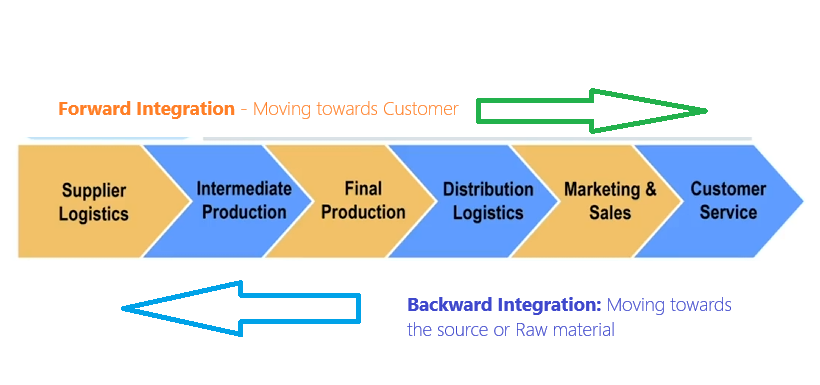 Forward Integration - Moving towards Customer
Supplier
Logistics
Intermediate
Production
Final
Production
Distribution
Logistics
Marketing &
Sales
Customer
Service
Backward Integration: Moving towards
the source or Raw material